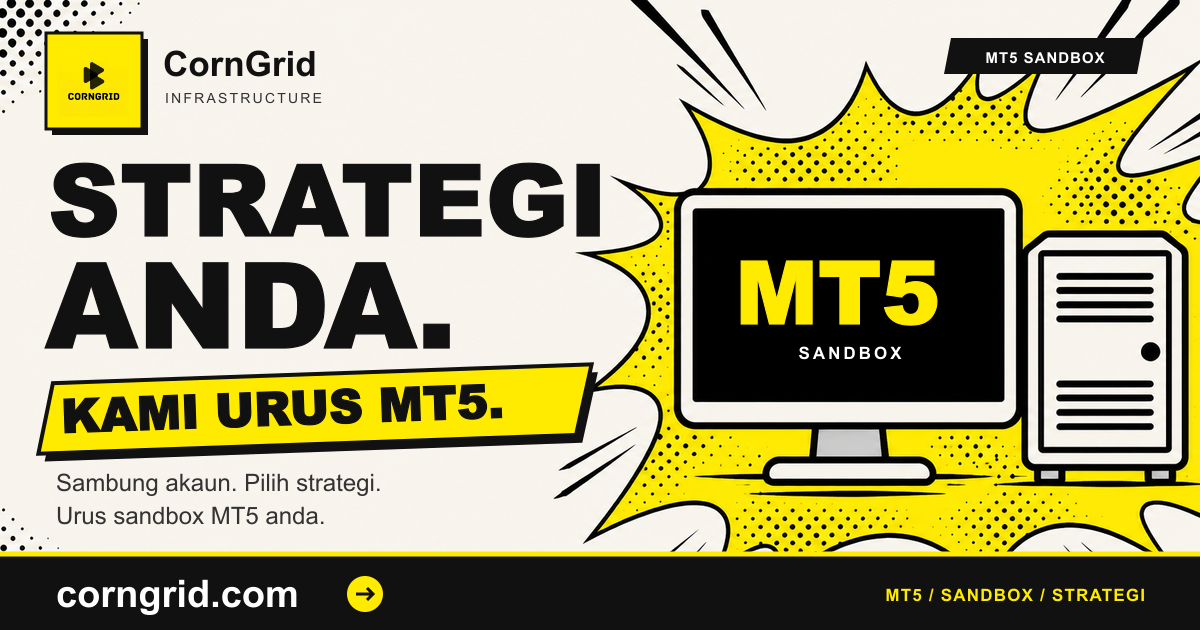 CORNGRID
CornGrid
INFRASTRUCTURE
MT5 SANDBOX
STRATEGI
ANDA.
KAMI URUS MT5.
Sambung akaun. Pilih strategi.
Urus sandbox MT5 anda.
MT5
SANDBOX
corngrid.com
MT5 / SANDBOX / STRATEGI